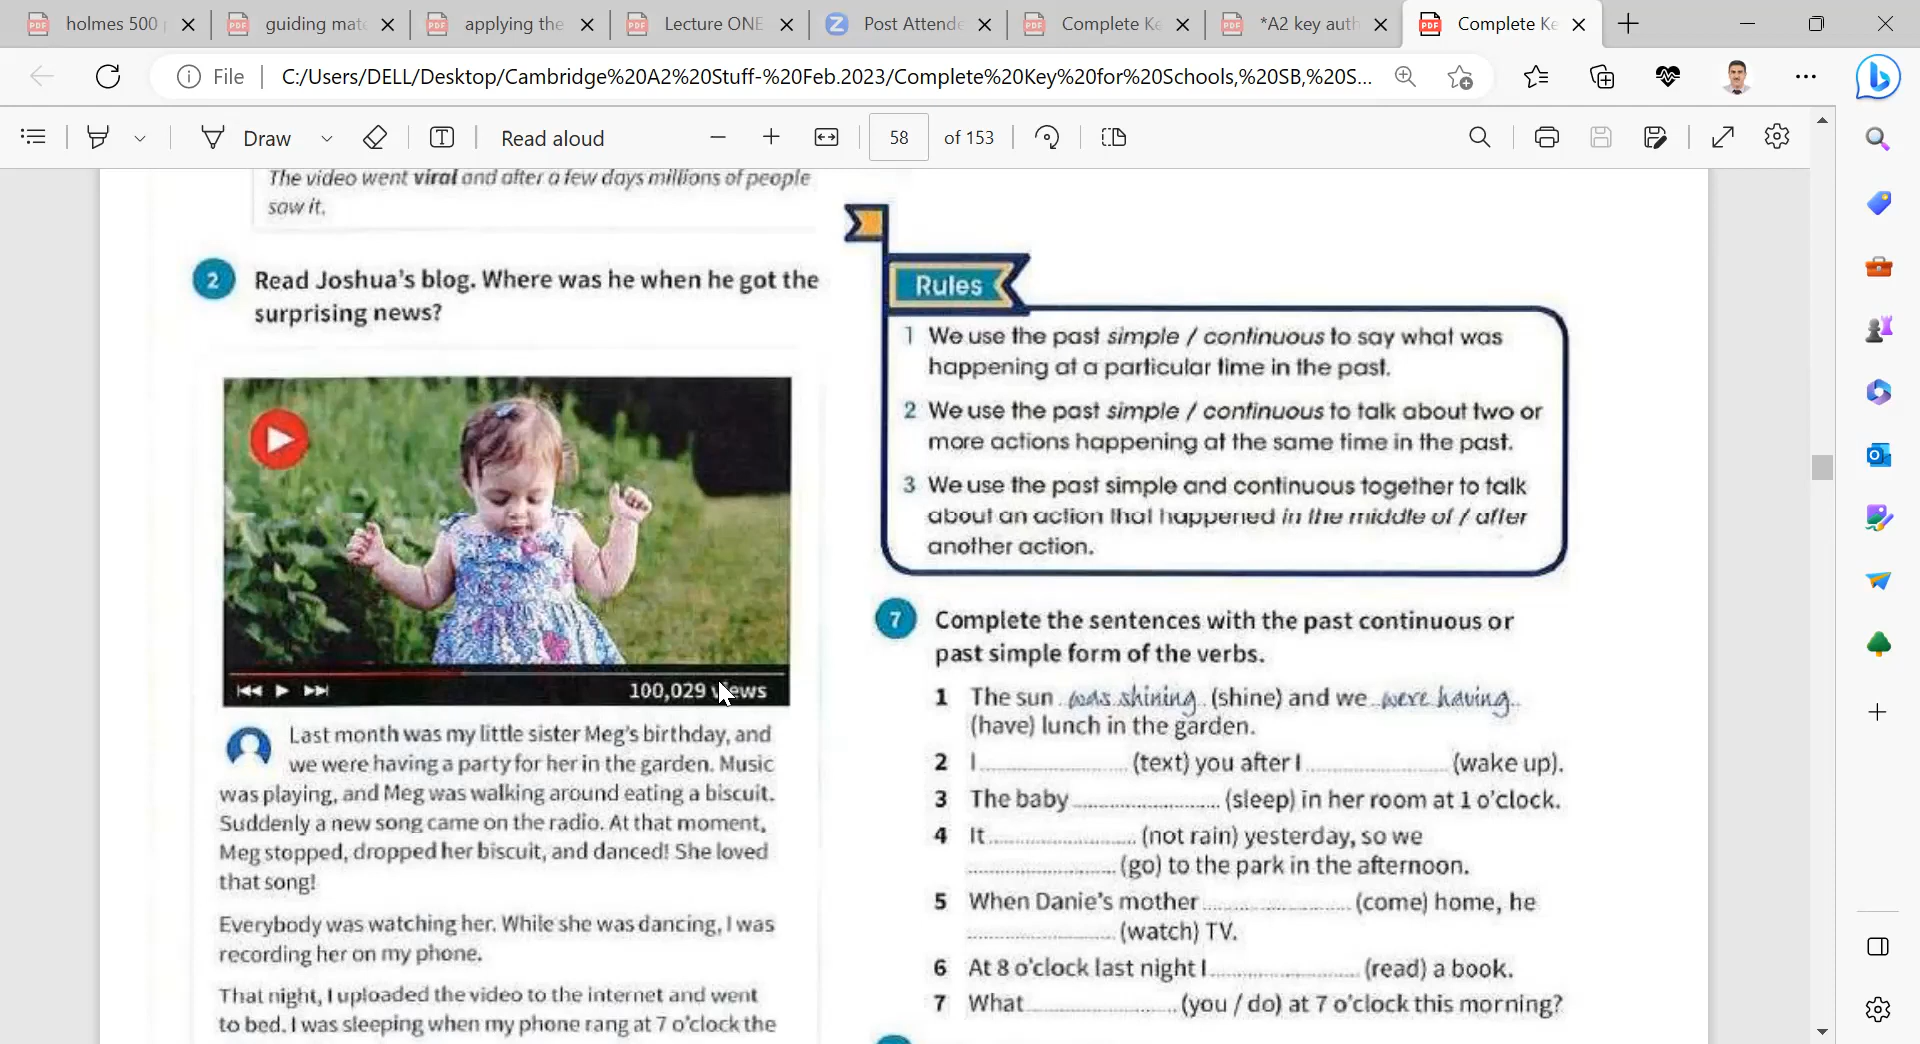 holmes 500
guiding mat
applying the
Lecture ONE
Post Attende
Complete Ke
*A2 key auth
Complete Ke
File
C:/Users/DELL/Desktop/Cambridge%20A2%20Stuff-%20Feb.2023/Complete%20Key%20for%20Schools,%20SB,%20S...
Draw
Read aloud
58
of 153
The video went viral and after a few days millions of people
saw it.
2 Read Joshua's blog. Where was he when he got the
surprising news?
100,029 views
Last month was my little sister Meg's birthday, and
we were having a party for her in the garden. Music
was playing, and Meg was walking around eating a biscuit.
Suddenly a new song came on the radio. At that moment,
Meg stopped, dropped her biscuit, and danced! She loved
that song!
Everybody was watching her. While she was dancing, I was
recording her on my phone.
That night, I uploaded the video to the internet and went
to bed. I was sleeping when my phone rang at 7 o'clock the
Rules
1 We use the past simple / continuous to say what was
happening at a particular time in the past.
2 We use the past simple / continuous to talk about two or
more actions happening at the same time in the past.
3 We use the past simple and continuous together to talk
about an action that happened in the middle of / after
another action.
7 Complete the sentences with the past continuous or
past simple form of the verbs.
1 The sun was shining (shine) and we were having
(have) lunch in the garden.
2 I ............ (text) you after I ............ (wake up).
3 The baby ............ (sleep) in her room at 1 o'clock.
4 It ............ (not rain) yesterday, so we
............ (go) to the park in the afternoon.
5 When Danie's mother ............ (come) home, he
............ (watch) TV.
6 At 8 o'clock last night I ............ (read) a book.
7 What ............ (you / do) at 7 o'clock this morning?